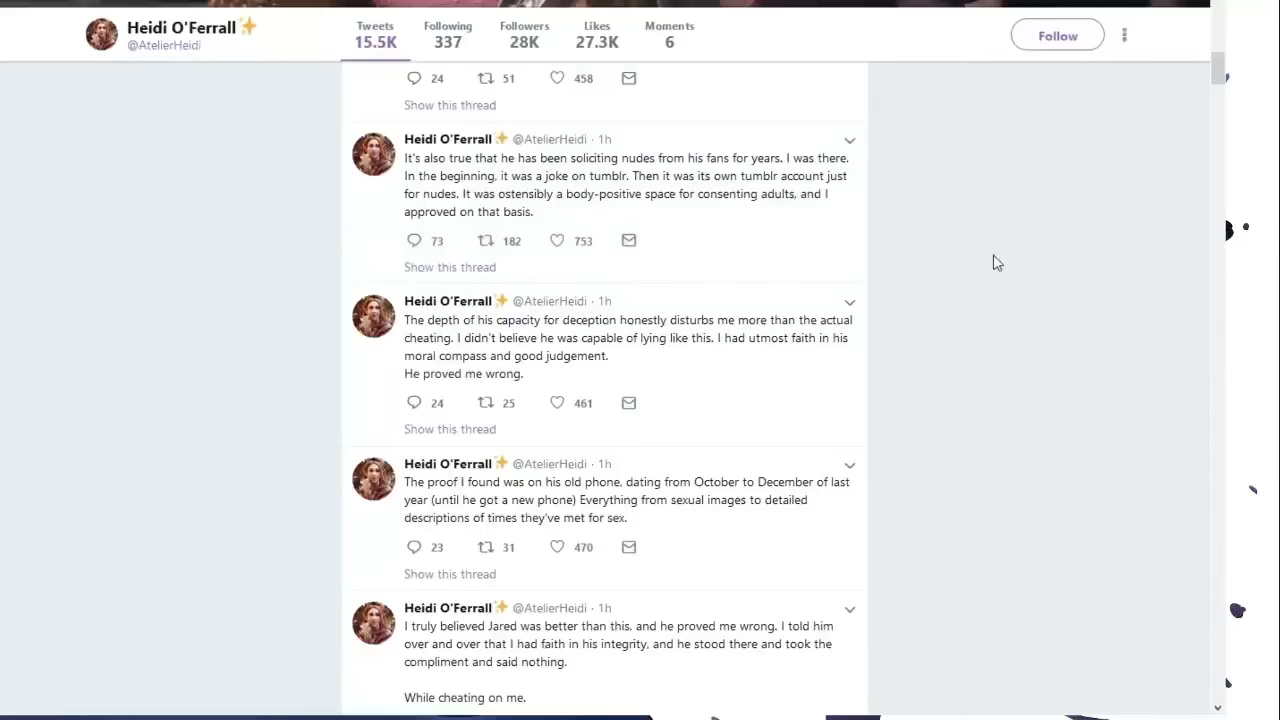 Heidi O'Ferrall✨
@AtelierHeidi
Tweets
15.5K
Following
337
Followers
28K
Likes
27.3K
Moments
6
Follow
24 51 458
Show this thread
Heidi O'Ferrall✨ @AtelierHeidi · 1h
It's also true that he has been soliciting nudes from his fans for years. I was there.
In the beginning, it was a joke on tumblr. Then it was its own tumblr account just
for nudes. It was ostensibly a body-positive space for consenting adults, and I
approved on that basis.
73 182 753
Show this thread
Heidi O'Ferrall✨ @AtelierHeidi · 1h
The depth of his capacity for deception honestly disturbs me more than the actual
cheating. I didn't believe he was capable of lying like this. I had utmost faith in his
moral compass and good judgement.
He proved me wrong.
24 25 461
Show this thread
Heidi O'Ferrall✨ @AtelierHeidi · 1h
The proof I found was on his old phone, dating from October to December of last
year (until he got a new phone) Everything from sexual images to detailed
descriptions of times they've met for sex.
23 31 470
Show this thread
Heidi O'Ferrall✨ @AtelierHeidi · 1h
I truly believed Jared was better than this, and he proved me wrong. I told him
over and over that I had faith in his integrity, and he stood there and took the
compliment and said nothing.
While cheating on me.